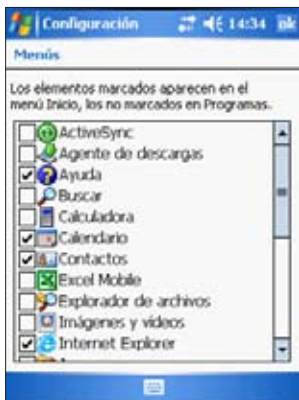 Configuración 14:34 ok
Menús
Los elementos marcados aparecen en el
menú Inicio, los no marcados en Programas.
ActiveSync
Agente de descargas
Ayuda
Buscar
Calculadora
Calendario
Contactos
Excel Mobile
Explorador de archivos
Imágenes y vídeos
Internet Explorer